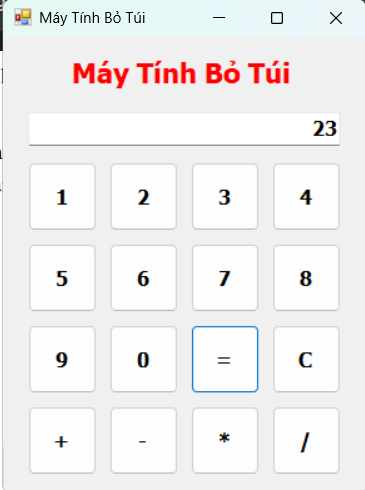 Máy Tính Bỏ Túi
Máy Tính Bỏ Túi
23
1 2 3 4
5 6 7 8
9 0 = C
+ - * /